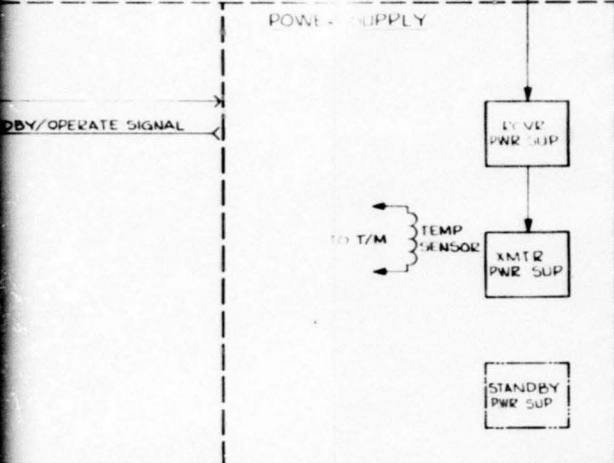 POWER SUPPLY
DBY/OPERATE SIGNAL
RCVR
PWR SUP
TO T/M
TEMP
SENSOR
XMTR
PWR SUP
STANDBY
PWR SUP